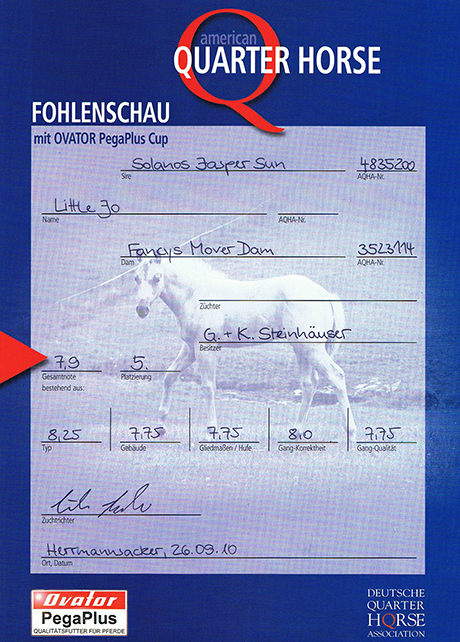 american
QUARTER HORSE
FOHLENSCHAU
mit OVATOR PegaPlus Cup
Solanos Jasper Sun 4835200
Sire AQHA-Nr.
Little Jo
Name AQHA-Nr.
Fancys Mover Dam 3523114
Dam AQHA-Nr.
Züchter
G. + K. Steinhäuser
Besitzer
7,9 5.
Gesamtnote Platzierung
bestehend aus:
8,25 7,75 7,75 8,0 7,75
Typ Gebäude Gliedmaßen / Hufe Gang-Korrektheit Gang-Qualität
Zuchtrichter
Herrmannsacker, 26.09.10
Ort, Datum
Ovator
PegaPlus
QUALITÄTSFUTTER FÜR PFERDE
DEUTSCHE
QUARTER
HORSE
ASSOCIATION